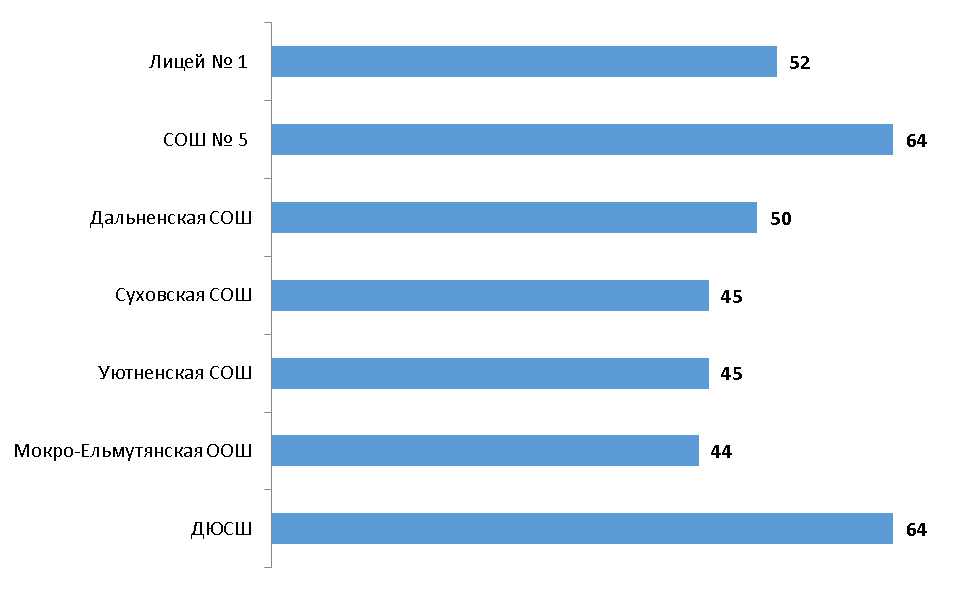 Лицей № 1 52
СОШ № 5 64
Дальненская СОШ 50
Суховская СОШ 45
Уютненская СОШ 45
Мокро-Ельмутянская ООШ 44
ДЮСШ 64